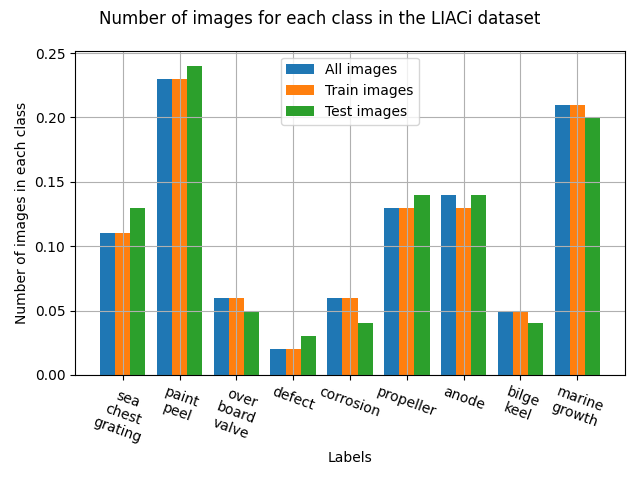 Number of images for each class in the LIACi dataset
All images
Train images
Test images
Number of images in each class
0.25
0.20
0.15
0.10
0.05
0.00
sea
chest
grating
paint
peel
over
board
valve
defect
corrosion
propeller
anode
bilge
keel
marine
growth
Labels